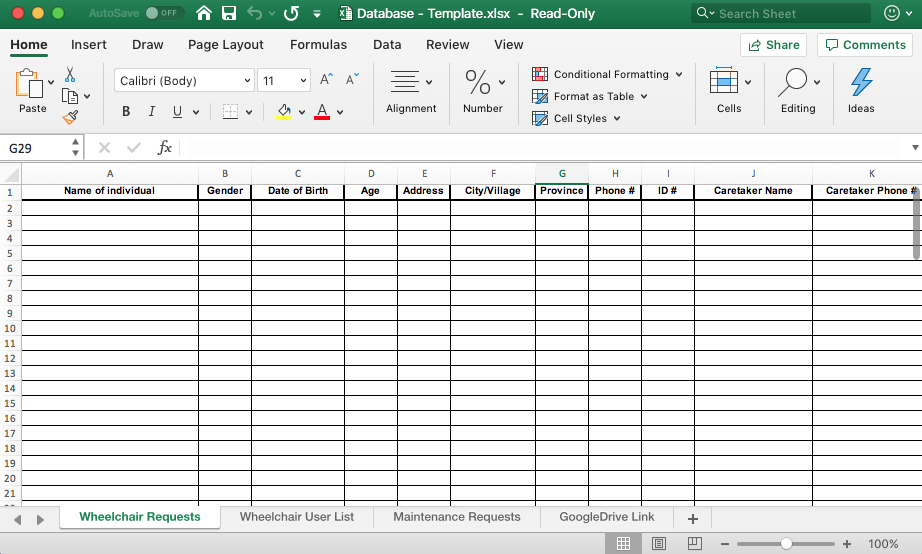 AutoSave OFF Database - Template.xlsx - Read-Only Search Sheet
Home Insert Draw Page Layout Formulas Data Review View Share Comments
Paste Calibri (Body) 11 A A Alignment % Number Conditional Formatting Cells Editing Ideas
B I U A Format as Table
Cell Styles
G29 fx
A B C D E F G H I J K
1 Name of individual Gender Date of Birth Age Address City/Village Province Phone # ID # Caretaker Name Caretaker Phone #
2
3
4
5
6
7
8
9
10
11
12
13
14
15
16
17
18
19
20
21
Wheelchair Requests Wheelchair User List Maintenance Requests GoogleDrive Link +
100%